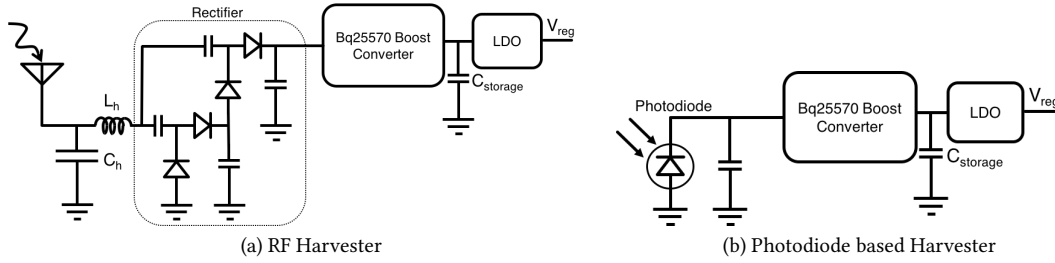 Rectifier
Bq25570 Boost
Converter
LDO
V_reg
C_storage
L_h
C_h
(a) RF Harvester
Photodiode
Bq25570 Boost
Converter
LDO
V_reg
C_storage
(b) Photodiode based Harvester